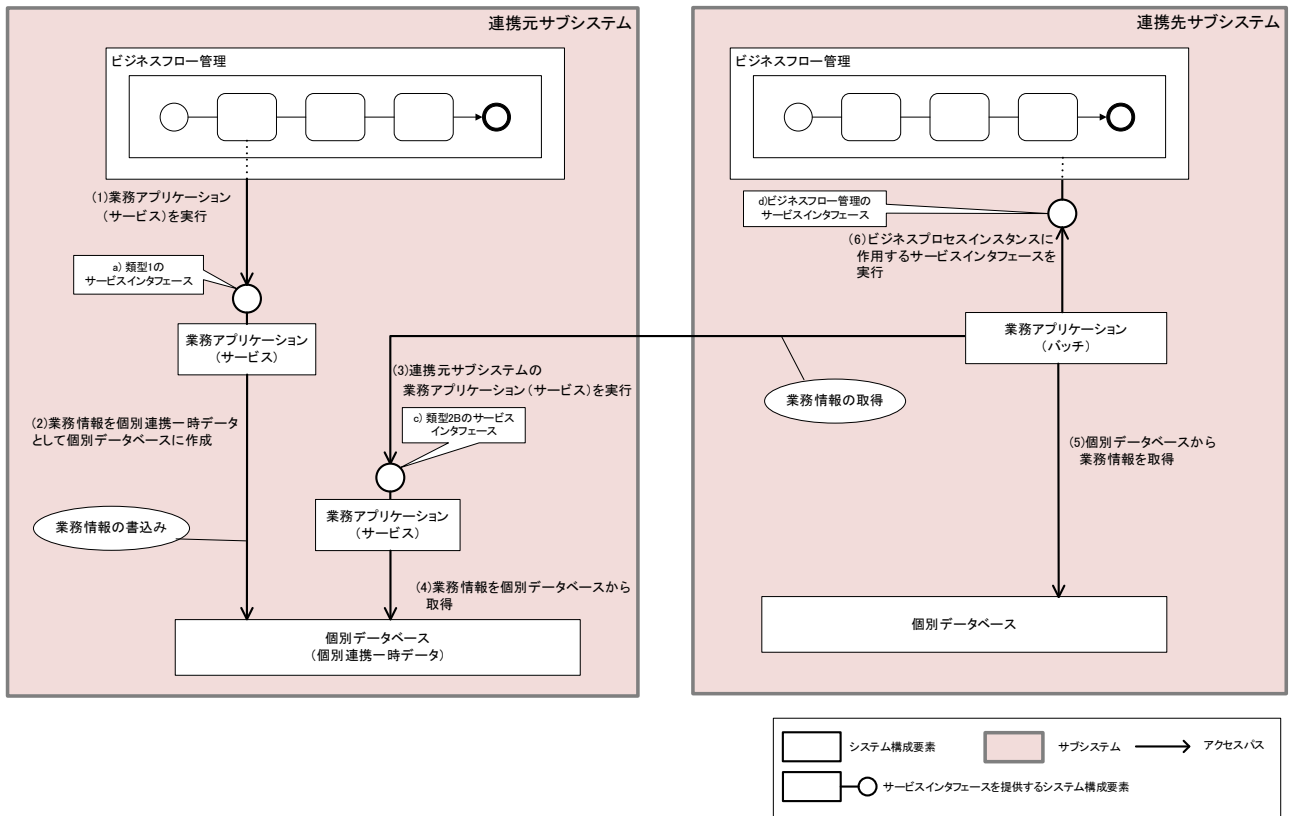 連携元サブシステム
ビジネスフロー管理
(1)業務アプリケーション
(サービス)を実行
a) 類型1の
サービスインタフェース
業務アプリケーション
(サービス)
(2)業務情報を個別連携一時データ
として個別データベースに作成
業務情報の書込み
(3)連携元サブシステムの
業務アプリケーション(サービス)を実行
c) 類型2Bのサービス
インタフェース
業務アプリケーション
(サービス)
(4)業務情報を個別データベースから
取得
個別データベース
(個別連携一時データ)
連携先サブシステム
ビジネスフロー管理
d)ビジネスフロー管理の
サービスインタフェース
(6)ビジネスプロセスインスタンスに
作用するサービスインタフェースを
実行
業務アプリケーション
(バッチ)
業務情報の取得
(5)個別データベースから
業務情報を取得
個別データベース
システム構成要素
サブシステム
アクセスパス
サービスインタフェースを提供するシステム構成要素